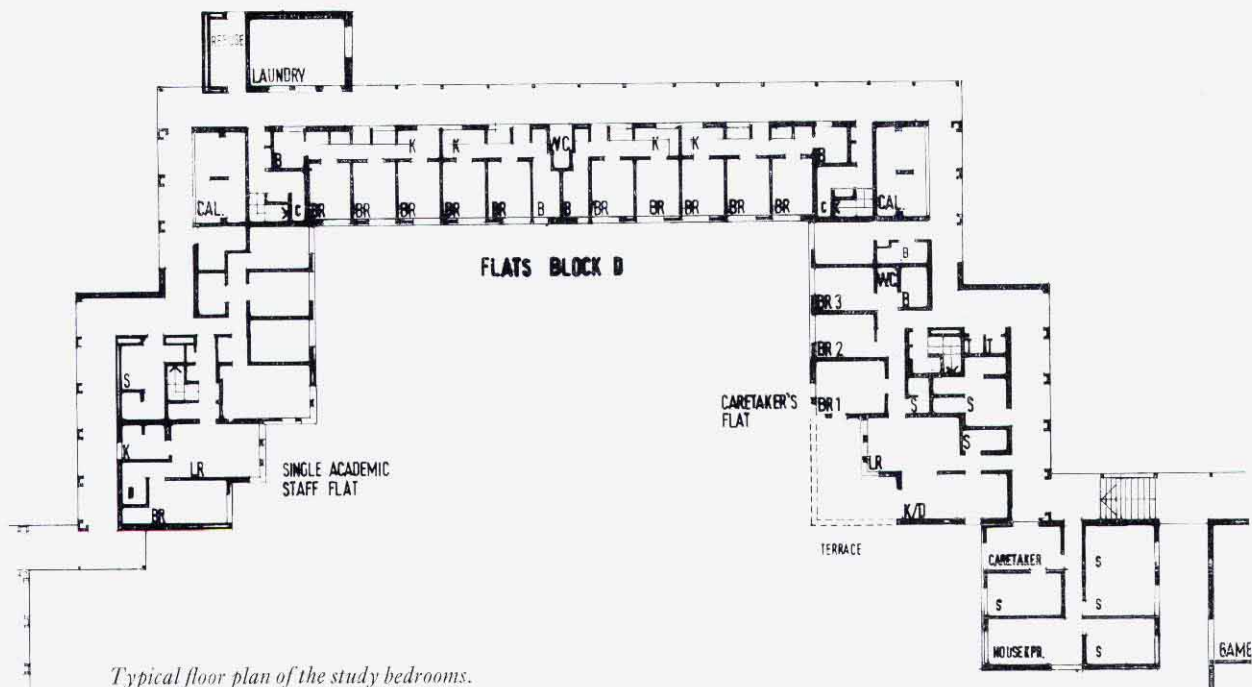 REFUSE
LAUNDRY
K K WC K K
B B
CAL. C BR BR BR BR BR B B BR BR BR BR BR C CAL.
FLATS BLOCK D
B
WC
BR 3 B
BR 2
S
CARETAKER'S
FLAT
BR 1 S S
S
K
LR
SINGLE ACADEMIC
STAFF FLAT
LR
BR
K/D
TERRACE
CARETAKER S
S S
HOUSEKPR. S
GAME
Typical floor plan of the study bedrooms.